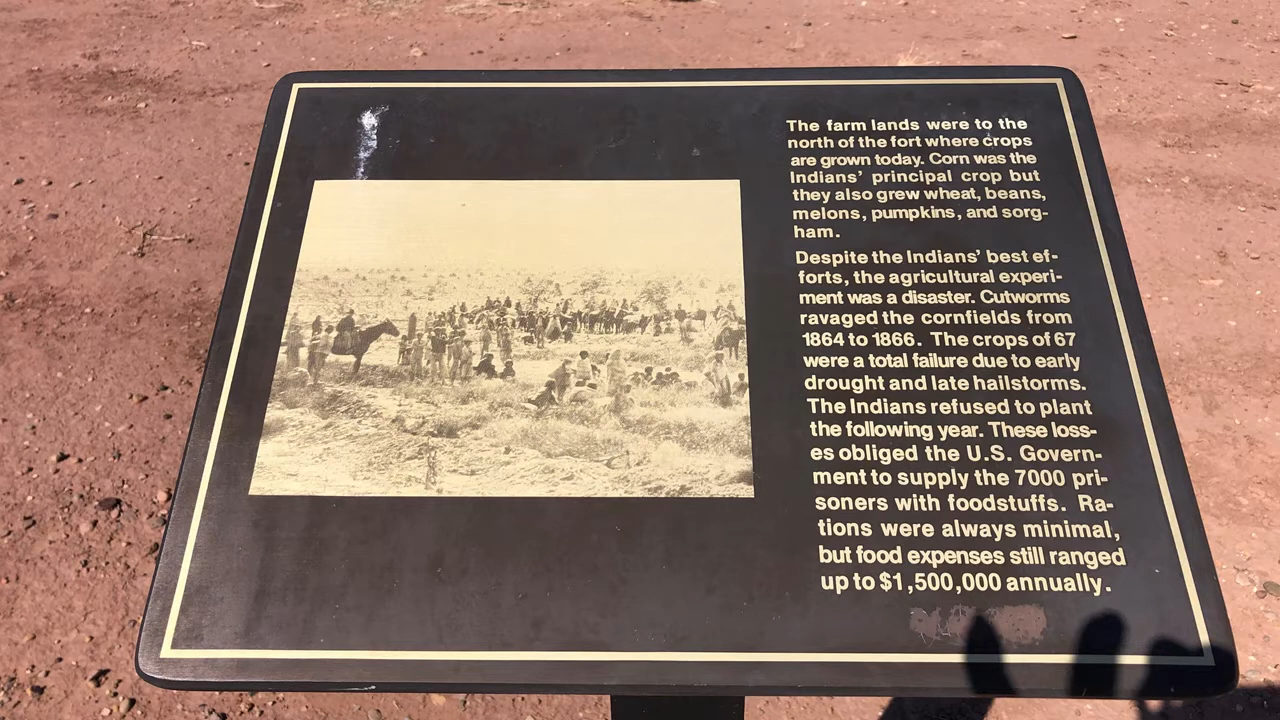 The farm lands were to the
north of the fort where crops
are grown today. Corn was the
Indians' principal crop but
they also grew wheat, beans,
melons, pumpkins, and sorg-
ham.
Despite the Indians' best ef-
forts, the agricultural experi-
ment was a disaster. Cutworms
ravaged the cornfields from
1864 to 1866. The crops of 67
were a total failure due to early
drought and late hailstorms.
The Indians refused to plant
the following year. These loss-
es obliged the U.S. Govern-
ment to supply the 7000 pri-
soners with foodstuffs. Ra-
tions were always minimal,
but food expenses still ranged
up to $1,500,000 annually.